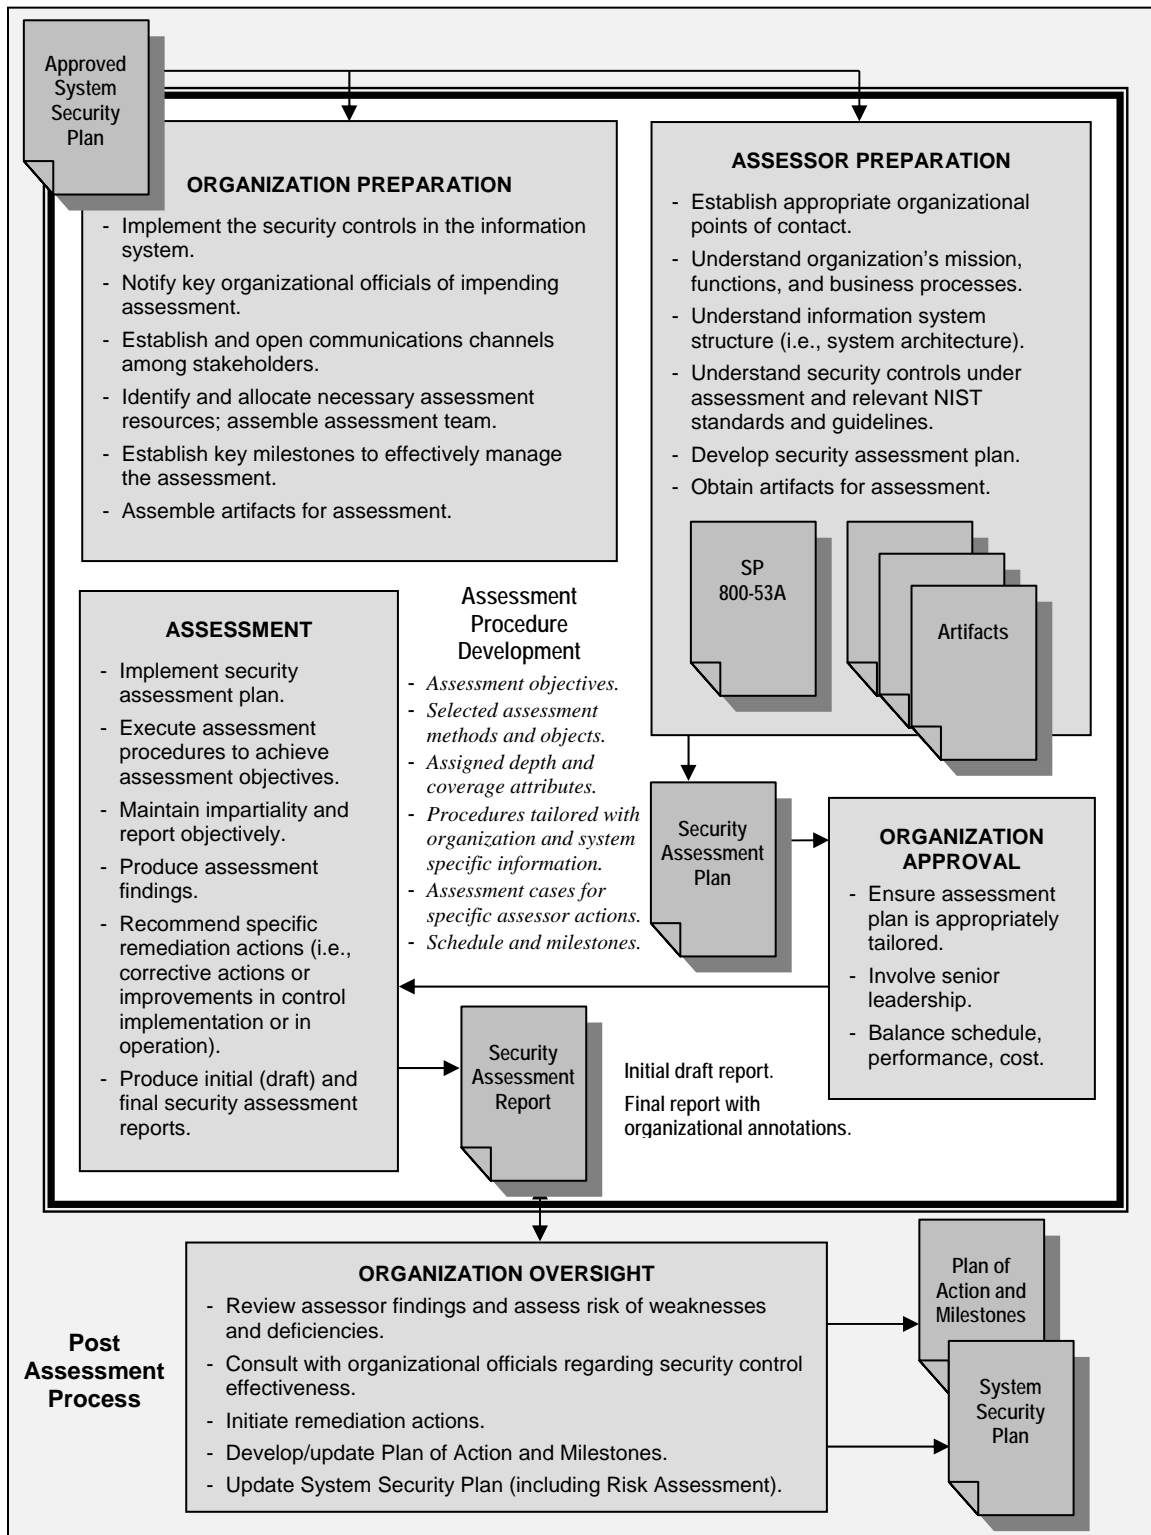 Approved
System
Security
Plan
ORGANIZATION PREPARATION
- Implement the security controls in the information
system.
- Notify key organizational officials of impending
assessment.
- Establish and open communications channels
among stakeholders.
- Identify and allocate necessary assessment
resources; assemble assessment team.
- Establish key milestones to effectively manage
the assessment.
- Assemble artifacts for assessment.
ASSESSOR PREPARATION
- Establish appropriate organizational
points of contact.
- Understand organization’s mission,
functions, and business processes.
- Understand information system
structure (i.e., system architecture).
- Understand security controls under
assessment and relevant NIST
standards and guidelines.
- Develop security assessment plan.
- Obtain artifacts for assessment.
SP
800-53A
Artifacts
ASSESSMENT
- Implement security
assessment plan.
- Execute assessment
procedures to achieve
assessment objectives.
- Maintain impartiality and
report objectively.
- Produce assessment
findings.
- Recommend specific
remediation actions (i.e.,
corrective actions or
improvements in control
implementation or in
operation).
- Produce initial (draft) and
final security assessment
reports.
Assessment
Procedure
Development
- Assessment objectives.
- Selected assessment
methods and objects.
- Assigned depth and
coverage attributes.
- Procedures tailored with
organization and system
specific information.
- Assessment cases for
specific assessor actions.
- Schedule and milestones.
Security
Assessment
Plan
ORGANIZATION
APPROVAL
- Ensure assessment
plan is appropriately
tailored.
- Involve senior
leadership.
- Balance schedule,
performance, cost.
Security
Assessment
Report
Initial draft report.
Final report with
organizational annotations.
Post
Assessment
Process
ORGANIZATION OVERSIGHT
- Review assessor findings and assess risk of weaknesses
and deficiencies.
- Consult with organizational officials regarding security control
effectiveness.
- Initiate remediation actions.
- Develop/update Plan of Action and Milestones.
- Update System Security Plan (including Risk Assessment).
Plan of
Action and
Milestones
System
Security
Plan